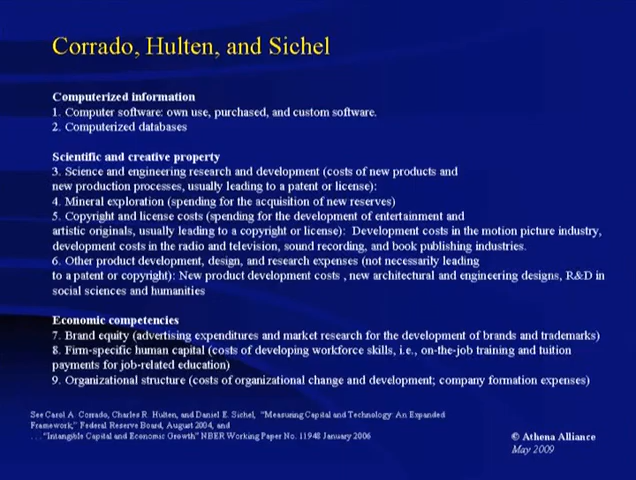 Corrado, Hulten, and Sichel
Computerized information
1. Computer software: own use, purchased, and custom software.
2. Computerized databases
Scientific and creative property
3. Science and engineering research and development (costs of new products and
new production processes, usually leading to a patent or license):
4. Mineral exploration (spending for the acquisition of new reserves)
5. Copyright and license costs (spending for the development of entertainment and
artistic originals, usually leading to a copyright or license): Development costs in the motion picture industry,
development costs in the radio and television, sound recording, and book publishing industries.
6. Other product development, design, and research expenses (not necessarily leading
to a patent or copyright): New product development costs , new architectural and engineering designs, R&D in
social sciences and humanities
Economic competencies
7. Brand equity (advertising expenditures and market research for the development of brands and trademarks)
8. Firm-specific human capital (costs of developing workforce skills, i.e., on-the-job training and tuition
payments for job-related education)
9. Organizational structure (costs of organizational change and development; company formation expenses)
See Carol A. Corrado, Charles R. Hulten, and Daniel E. Sichel, "Measuring Capital and Technology: An Expanded
Framework," Federal Reserve Board, August 2004, and
. . . "Intangible Capital and Economic Growth" NBER Working Paper No. 11948 January 2006
© Athena Alliance
May 2009